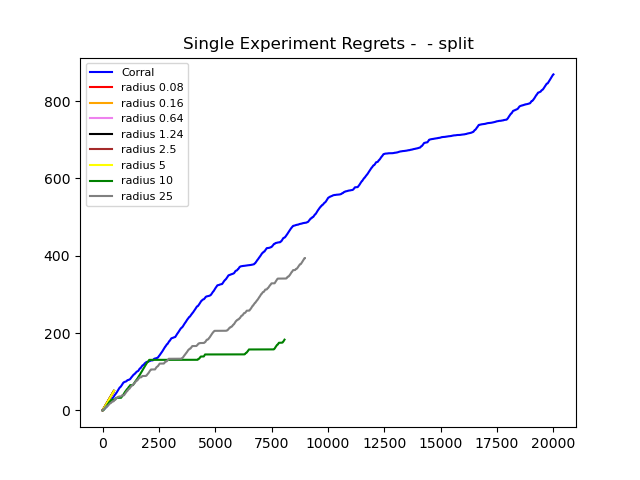 Single Experiment Regrets -  - split
Corral
radius 0.08
radius 0.16
radius 0.64
radius 1.24
radius 2.5
radius 5
radius 10
radius 25
800
600
400
200
0
0 2500 5000 7500 10000 12500 15000 17500 20000